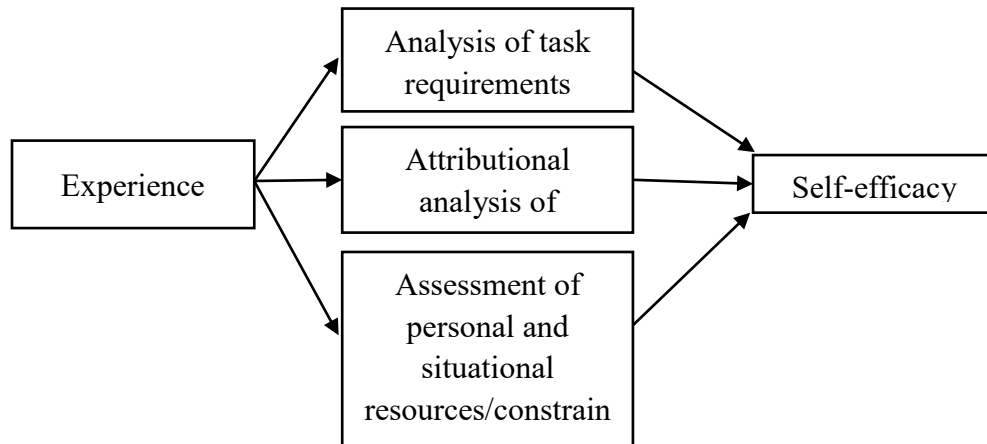 Analysis of task
requirements
Experience
Attributional
analysis of
Self-efficacy
Assessment of
personal and
situational
resources/constrain